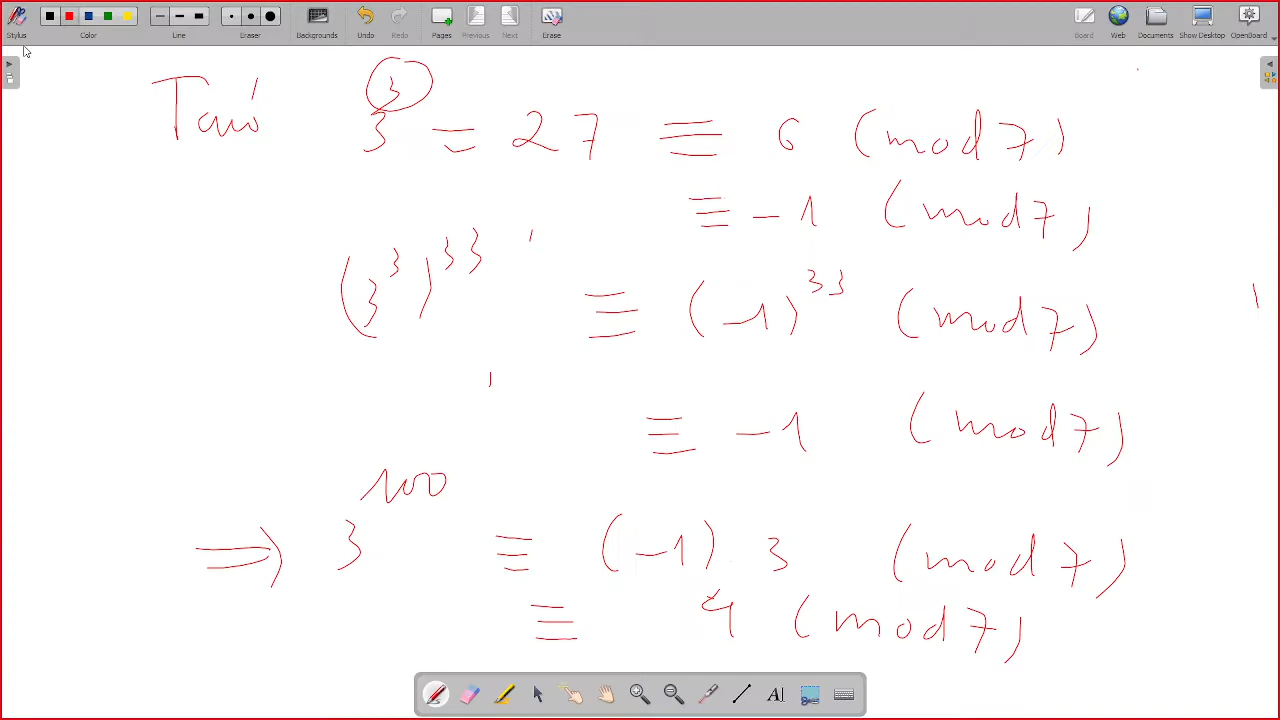 Stylus Color Line Eraser Backgrounds Undo Redo Pages Previous Next Erase Board Web Documents Show Desktop OpenBoard
3^3 = 27 ≡ 6 (mod 7)
≡ -1 (mod 7)
(3^3)^33 ≡ (-1)^33 (mod 7)
≡ -1 (mod 7)
⇒ 3^100 ≡ (-1) . 3 (mod 7)
≡ 4 (mod 7)